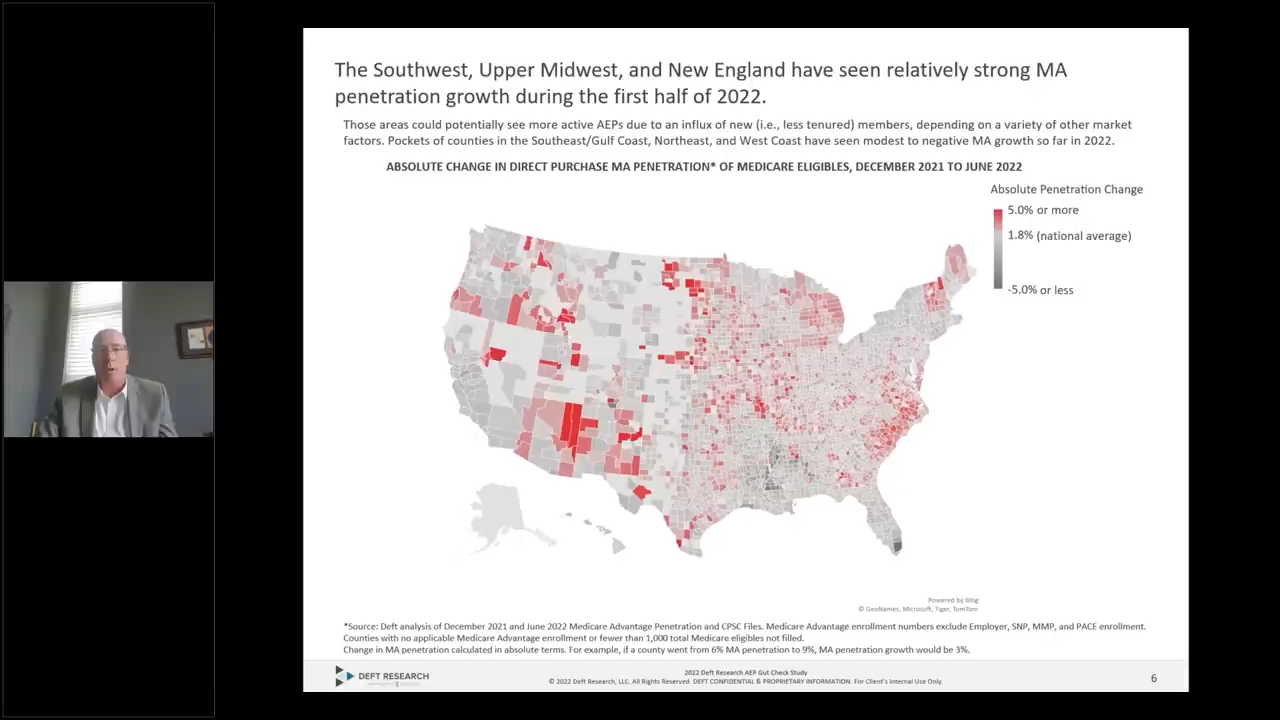 The Southwest, Upper Midwest, and New England have seen relatively strong MA
penetration growth during the first half of 2022.
Those areas could potentially see more active AEPs due to an influx of new (i.e., less tenured) members, depending on a variety of other market
factors. Pockets of counties in the Southeast/Gulf Coast, Northeast, and West Coast have seen modest to negative MA growth so far in 2022.
ABSOLUTE CHANGE IN DIRECT PURCHASE MA PENETRATION* OF MEDICARE ELIGIBLES, DECEMBER 2021 TO JUNE 2022
Absolute Penetration Change
5.0% or more
1.8% (national average)
-5.0% or less
Powered by Bing
© GeoNames, Microsoft, Tiger, TomTom
*Source: Deft analysis of December 2021 and June 2022 Medicare Advantage Penetration and CPSC Files. Medicare Advantage enrollment numbers exclude Employer, SNP, MMP, and PACE enrollment.
Counties with no applicable Medicare Advantage enrollment or fewer than 1,000 total Medicare eligibles not filled.
Change in MA penetration calculated in absolute terms. For example, if a county went from 6% MA penetration to 9%, MA penetration growth would be 3%.
DEFT RESEARCH
2022 Deft Research AEP Gut Check Study
© 2022 Deft Research, LLC. All Rights Reserved. DEFT CONFIDENTIAL & PROPRIETARY INFORMATION. For Client's Internal Use Only.
6